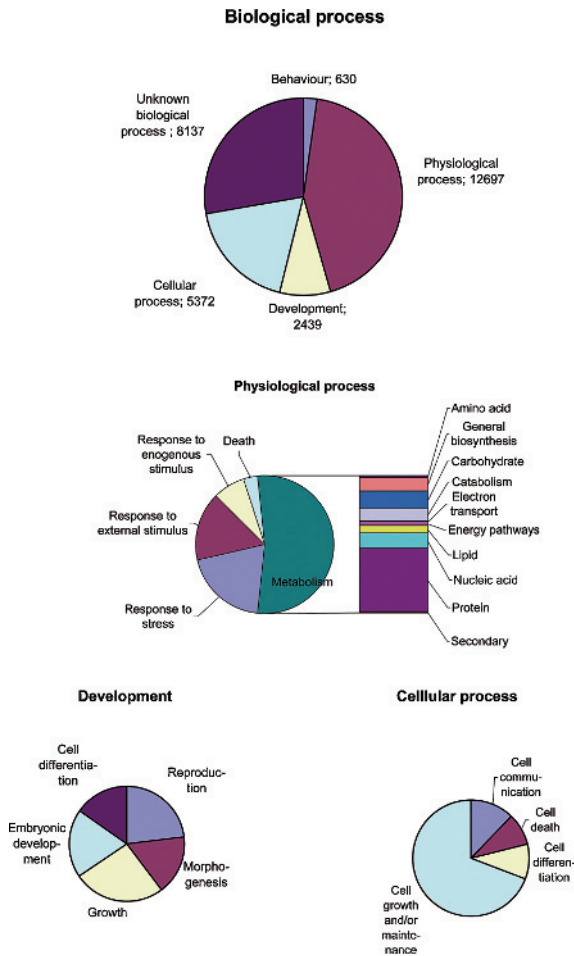 Biological process
Behaviour; 630
Unknown
biological
process ; 8137
Physiological
process; 12697
Cellular
process; 5372
Development;
2439
Physiological process
Response to
enogenous
stimulus
Death
Response to
external stimulus
Response to
stress
Metabolism
Amino acid
General
biosynthesis
Carbohydrate
Catabolism
Electron
transport
Energy pathways
Lipid
Nucleic acid
Protein
Secondary
Development
Cell
differentia-
tion
Reproduc-
tion
Embryonic
develop-
ment
Morpho-
genesis
Growth
Celllular process
Cell
commu-
nication
Cell
death
Cell
differen-
tiation
Cell
growth
and/or
mainte-
nance